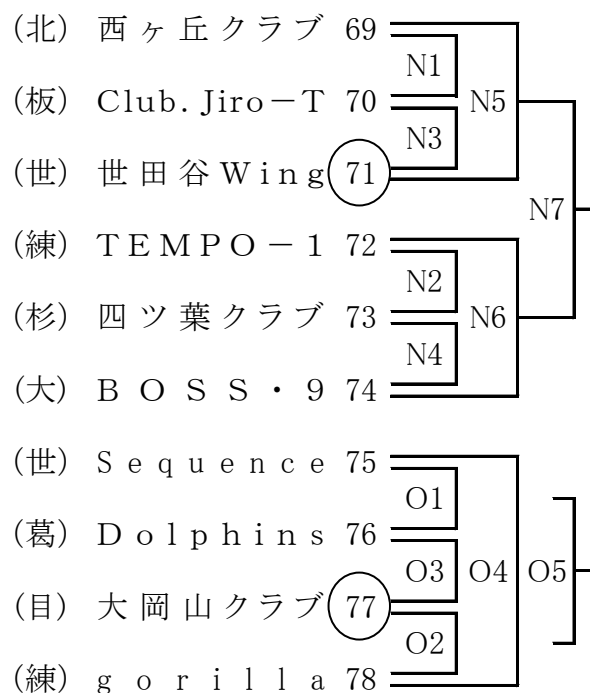 (北) 西ヶ丘クラブ 69
N1
(板) Club.Jiro－T 70 N5
N3
(世) 世田谷Wing 71
N7
(練) TEMPO－1 72
N2
(杉) 四ツ葉クラブ 73 N6
N4
(大) BOSS・9 74
(世) Sequence 75
O1
(葛) Dolphins 76
O3 O4 O5
(目) 大岡山クラブ 77
O2
(練) gorilla 78